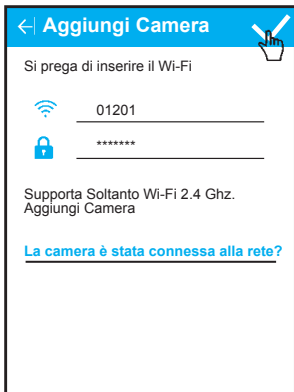 Aggiungi Camera
Si prega di inserire il Wi-Fi
01201
*******
Supporta Soltanto Wi-Fi 2.4 Ghz.
Aggiungi Camera
La camera è stata connessa alla rete?